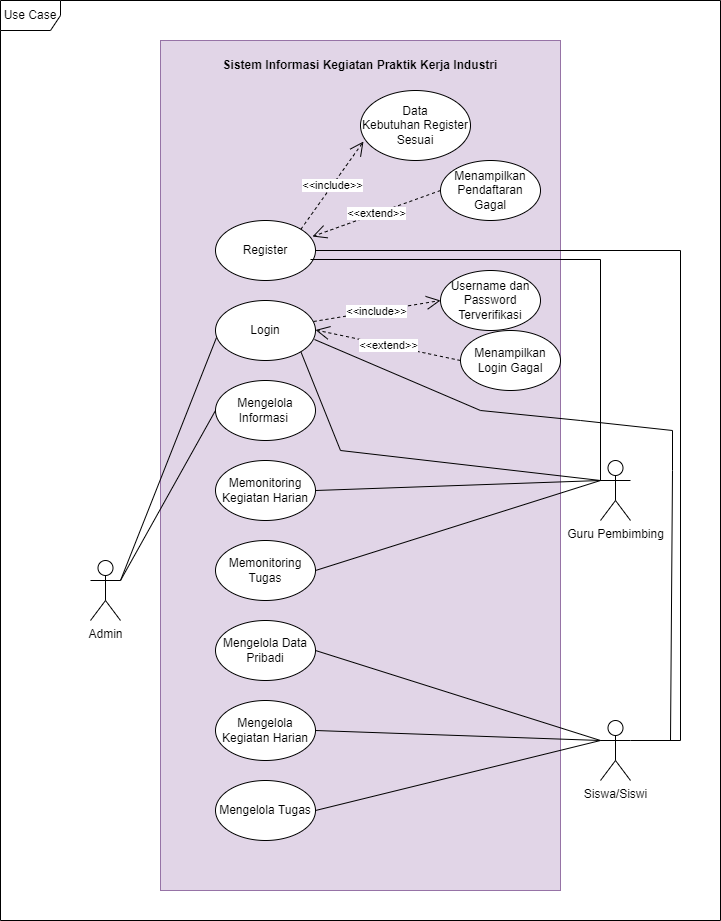 Use Case
Sistem Informasi Kegiatan Praktik Kerja Industri
Data
Kebutuhan Register
Sesuai
<<include>>
Menampilkan
Pendaftaran
Gagal
<<extend>>
Register
Username dan
Password
Terverifikasi
<<include>>
Login
<<extend>>
Menampilkan
Login Gagal
Mengelola
Informasi
Memonitoring
Kegiatan Harian
Guru Pembimbing
Memonitoring
Tugas
Admin
Mengelola Data
Pribadi
Mengelola
Kegiatan Harian
Siswa/Siswi
Mengelola Tugas